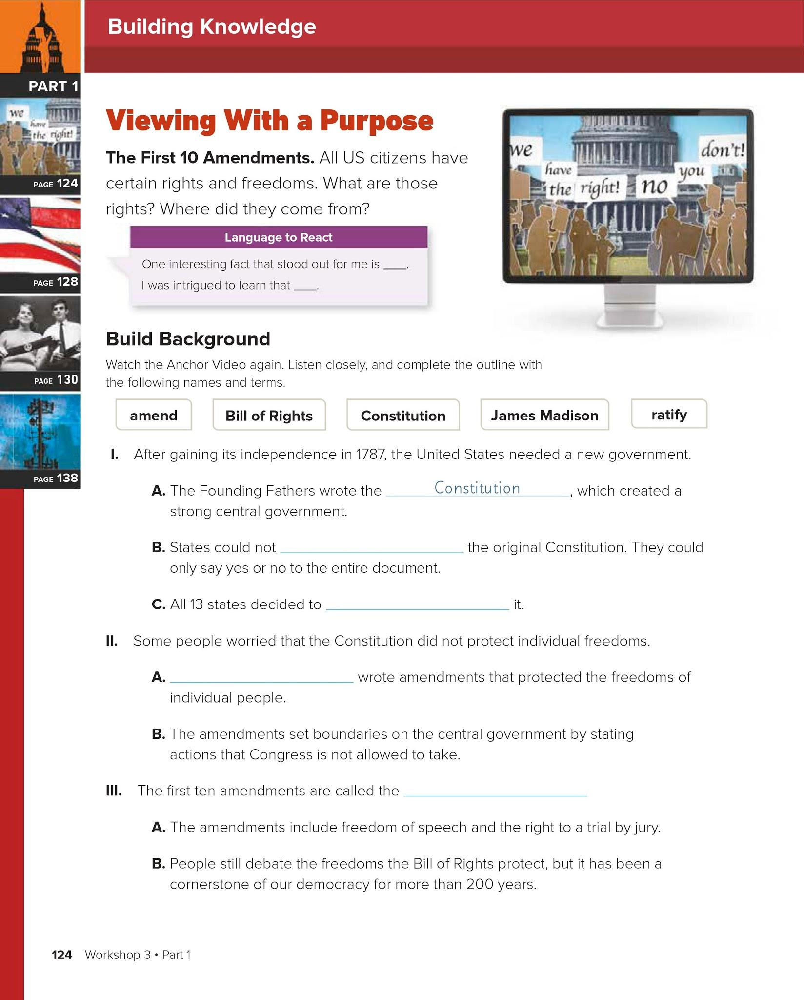 Building Knowledge
PART 1
we
have
the right!
PAGE 124
PAGE 128
PAGE 130
PAGE 138
Viewing With a Purpose
The First 10 Amendments. All US citizens have
certain rights and freedoms. What are those
rights? Where did they come from?
we
have
the right!
no
you
don't!
Language to React
One interesting fact that stood out for me is ____.
I was intrigued to learn that ____.
Build Background
Watch the Anchor Video again. Listen closely, and complete the outline with
the following names and terms.
amend
Bill of Rights
Constitution
James Madison
ratify
I. After gaining its independence in 1787, the United States needed a new government.
A. The Founding Fathers wrote the Constitution, which created a
strong central government.
B. States could not ____ the original Constitution. They could
only say yes or no to the entire document.
C. All 13 states decided to ____ it.
II. Some people worried that the Constitution did not protect individual freedoms.
A. ____ wrote amendments that protected the freedoms of
individual people.
B. The amendments set boundaries on the central government by stating
actions that Congress is not allowed to take.
III. The first ten amendments are called the ____
A. The amendments include freedom of speech and the right to a trial by jury.
B. People still debate the freedoms the Bill of Rights protect, but it has been a
cornerstone of our democracy for more than 200 years.
124 Workshop 3 • Part 1